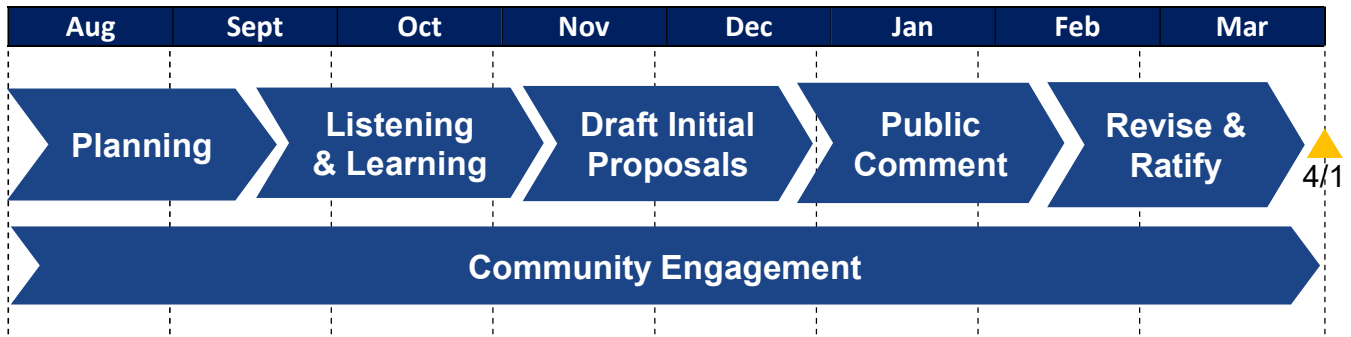 Aug Sept Oct Nov Dec Jan Feb Mar
Planning
Listening
& Learning
Draft Initial
Proposals
Public
Comment
Revise &
Ratify
4/1
Community Engagement